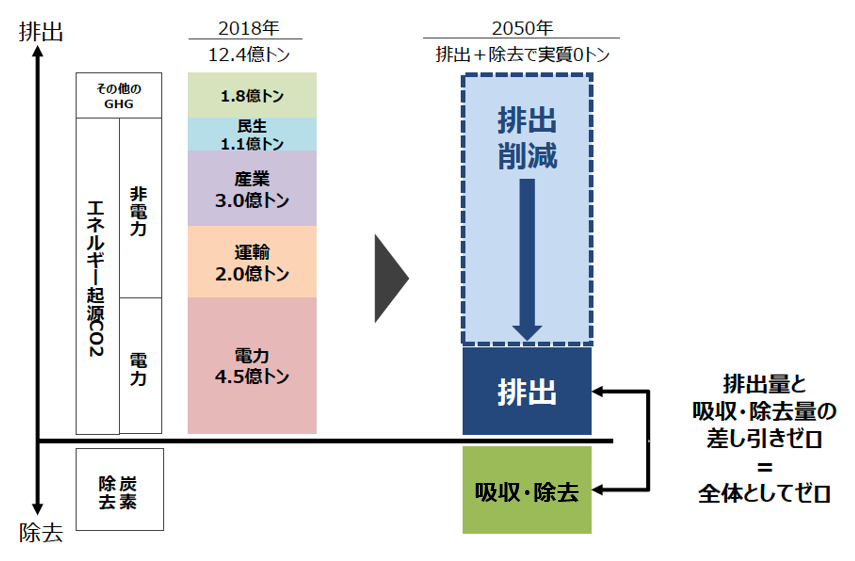 排出
2018年
12.4億トン
2050年
排出+除去で実質0トン
その他の
GHG
エネルギー起源CO2
非電力
電力
1.8億トン
民生
1.1億トン
産業
3.0億トン
運輸
2.0億トン
電力
4.5億トン
排出
削減
排出
吸収・除去
排出量と
吸収・除去量の
差し引きゼロ
=
全体としてゼロ
炭素
除去
除去